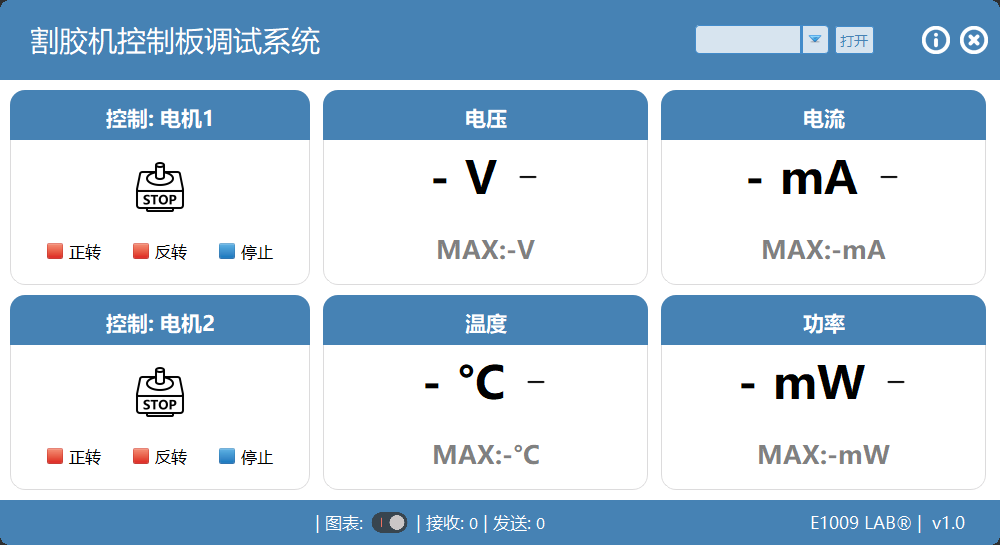 割胶机控制板调试系统
打开
控制: 电机1
STOP
正转 反转 停止
电压
- V –
MAX:-V
电流
- mA –
MAX:-mA
控制: 电机2
STOP
正转 反转 停止
温度
- ℃ –
MAX:-℃
功率
- mW –
MAX:-mW
| 图表: | 接收: 0 | 发送: 0
E1009 LAB® | v1.0